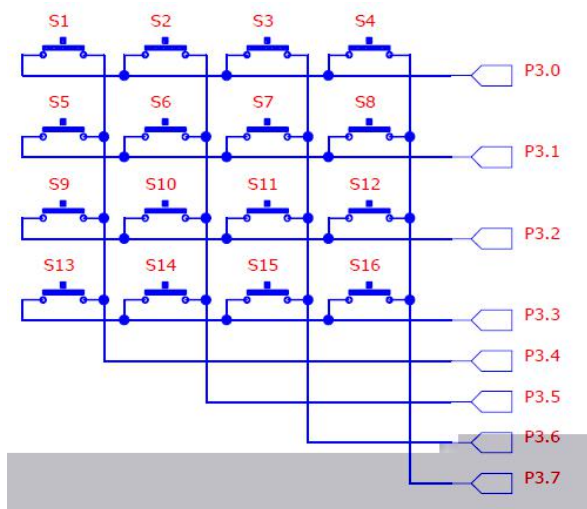 S1 S2 S3 S4
P3.0
S5 S6 S7 S8
P3.1
S9 S10 S11 S12
P3.2
S13 S14 S15 S16
P3.3
P3.4
P3.5
P3.6
P3.7